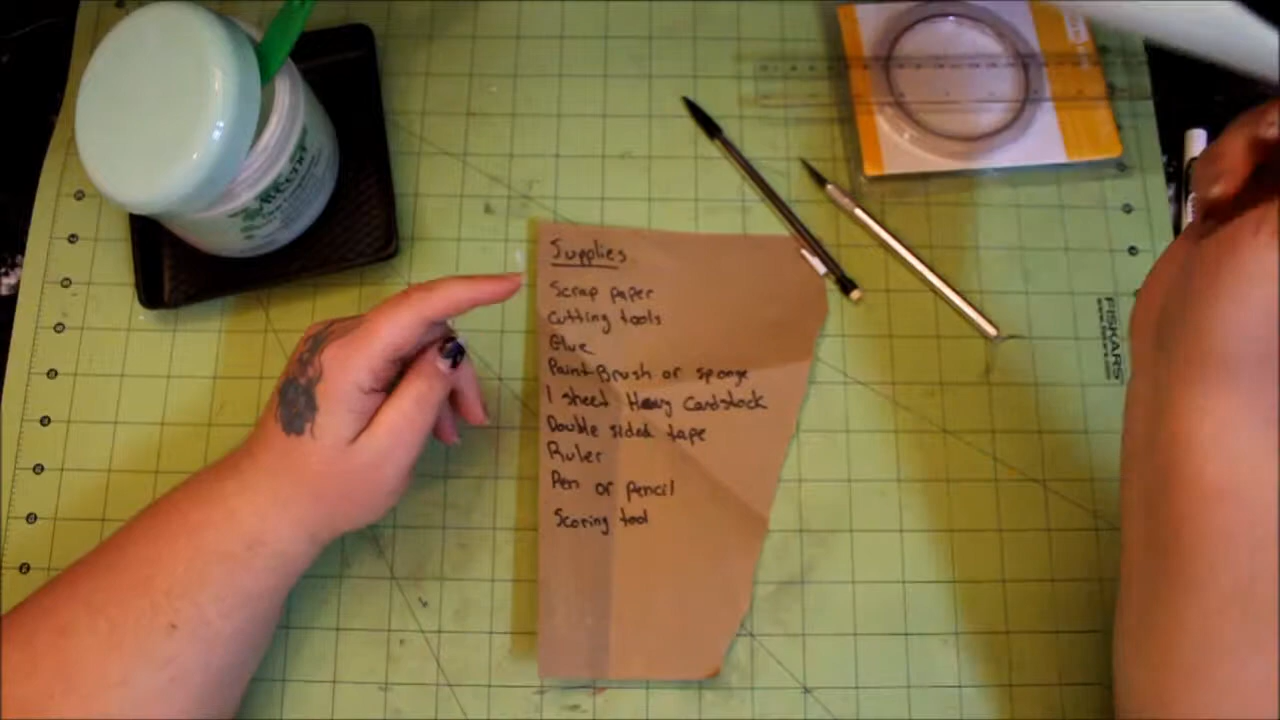 Supplies
Scrap paper
Cutting tools
Glue
Paint-Brush or sponge
1 sheet Heavy Cardstock
Double sided tape
Ruler
Pen or pencil
Scoring tool
FISKARS